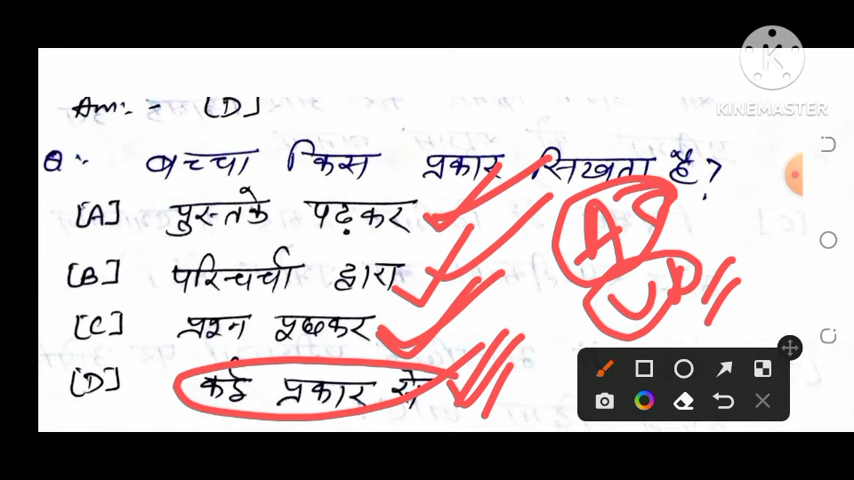 Ans:- [D]
KINEMASTER
Q:- बच्चा किस प्रकार सिखता है?
[A] पुस्तके पढ़कर
[B] परिचर्चा द्वारा
[C] प्रश्न पुछकर
[D] कई प्रकार से